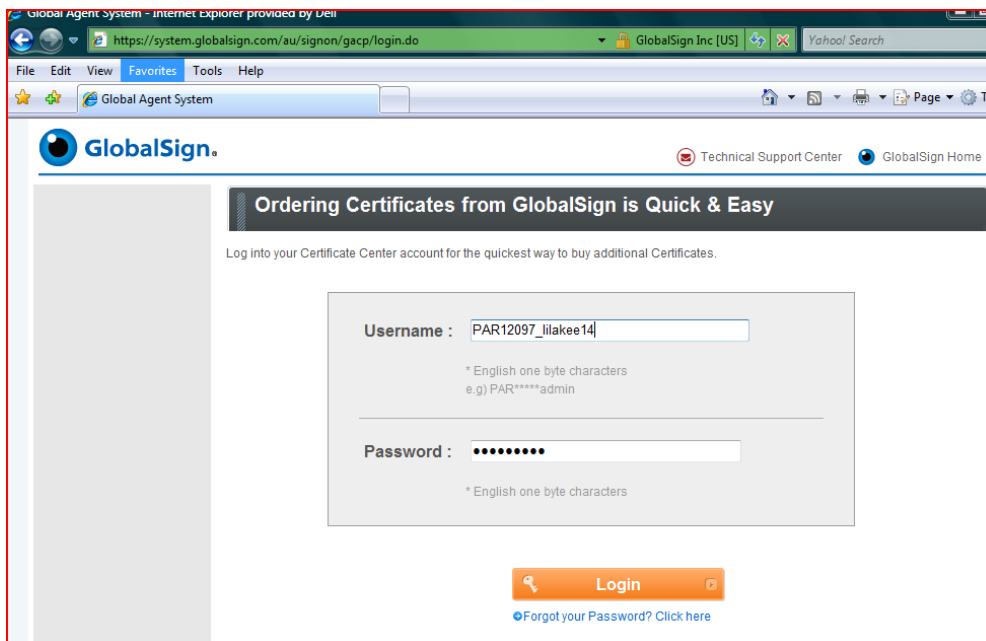 Global Agent System - Internet Explorer provided by Dell
https://system.globalsign.com/au/signon/gacp/login.do GlobalSign Inc [US] Yahoo! Search
File Edit View Favorites Tools Help
Global Agent System Page
GlobalSign.
Technical Support Center GlobalSign Home
Ordering Certificates from GlobalSign is Quick & Easy
Log into your Certificate Center account for the quickest way to buy additional Certificates.
Username : PAR12097_lilakee14
* English one byte characters
e.g) PAR*****admin
Password : •••••••••
* English one byte characters
Login
Forgot your Password? Click here